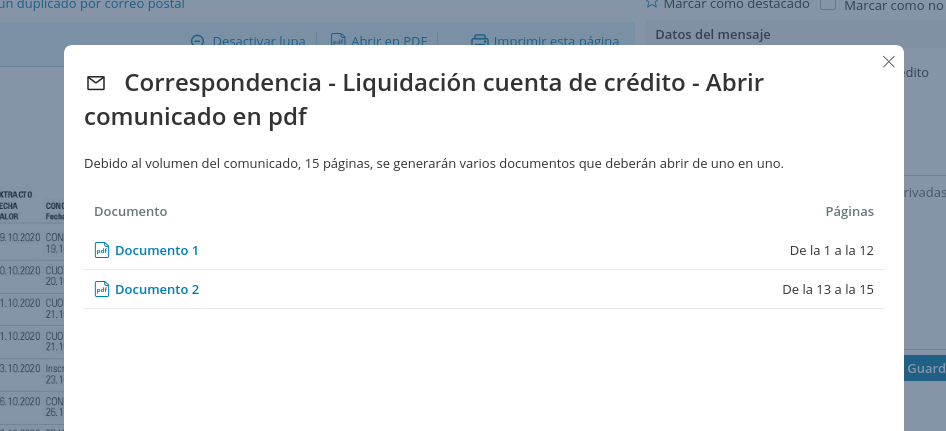 un duplicado por correo postal
Marcar como destacado
Marcar como no
Desactivar lupa
Abrir en PDF
Imprimir esta página
Datos del mensaje
Correspondencia - Liquidación cuenta de crédito - Abrir
comunicado en pdf
Debido al volumen del comunicado, 15 páginas, se generarán varios documentos que deberán abrir de uno en uno.
Documento
Páginas
pdf Documento 1
De la 1 a la 12
pdf Documento 2
De la 13 a la 15
édito
rivadas
Guard
XTRACTO
ECHA
CONC
ALOR
Fecha
9.10.2020
CON
19.1
0.10.2020
CUO
20.1
1.10.2020
CUO
21.1
1.10.2020
CUO
21.1
3.10.2020
Inscr
23.1
6.10.2020
26.1